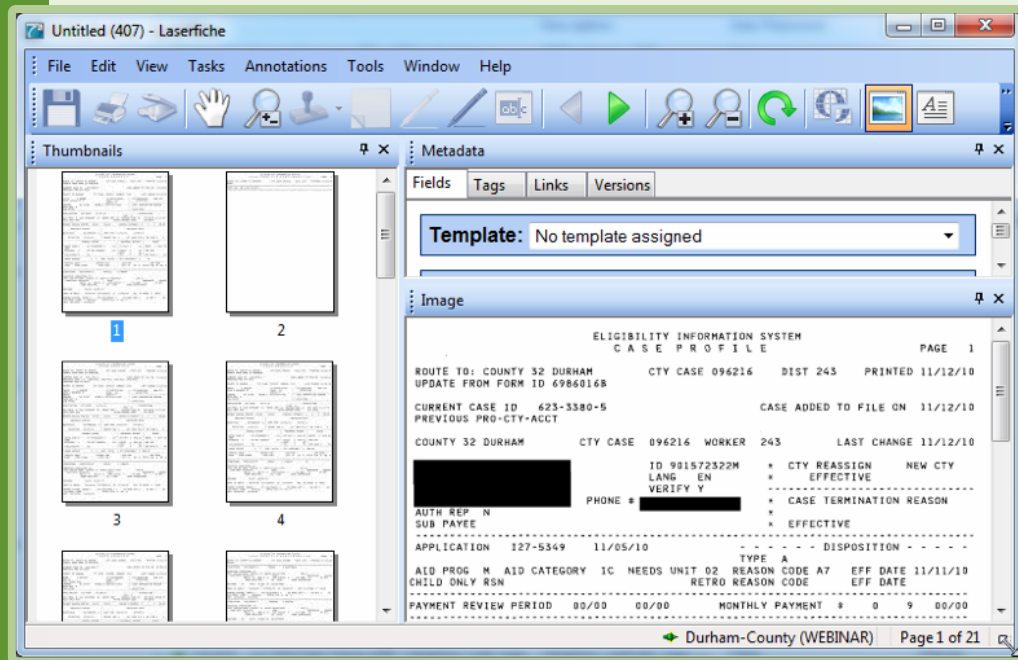 Untitled (407) - Laserfiche
File Edit View Tasks Annotations Tools Window Help
Thumbnails
1
2
3
4
Metadata
Fields Tags Links Versions
Template: No template assigned
Image
ELIGIBILITY INFORMATION SYSTEM
C A S E P R O F I L E PAGE 1
ROUTE TO: COUNTY 32 DURHAM CTY CASE 096216 DIST 243 PRINTED 11/12/10
UPDATE FROM FORM ID 6986016B
CURRENT CASE ID 623-3380-5 CASE ADDED TO FILE ON 11/12/10
PREVIOUS PRO-CTY-ACCT
COUNTY 32 DURHAM CTY CASE 096216 WORKER 243 LAST CHANGE 11/12/10
ID 901572322M * CTY REASSIGN NEW CTY
LANG EN * EFFECTIVE
VERIFY Y
PHONE # * CASE TERMINATION REASON
AUTH REP N *
SUB PAYEE * EFFECTIVE
APPLICATION I27-5349 11/05/10 - - - - - - DISPOSITION - - - - -
TYPE A
AID PROG M AID CATEGORY IC NEEDS UNIT 02 REASON CODE A7 EFF DATE 11/11/10
CHILD ONLY RSN RETRO REASON CODE EFF DATE
PAYMENT REVIEW PERIOD 00/00 00/00 MONTHLY PAYMENT 0 9 00/00
Durham-County (WEBINAR) Page 1 of 21